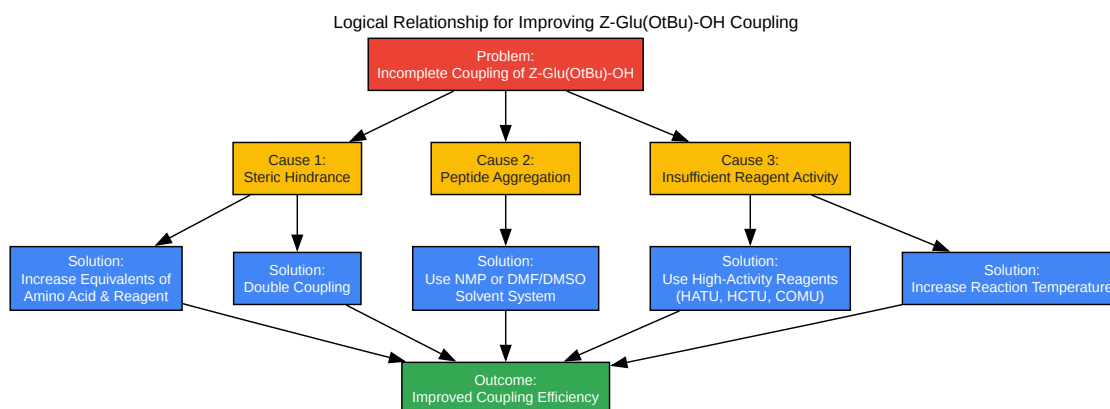 Logical Relationship for Improving Z-Glu(OtBu)-OH Coupling
Problem:
Incomplete Coupling of Z-Glu(OtBu)-OH
Cause 1:
Steric Hindrance
Cause 2:
Peptide Aggregation
Cause 3:
Insufficient Reagent Activity
Solution:
Increase Equivalents of
Amino Acid & Reagent
Solution:
Double Coupling
Solution:
Use NMP or DMF/DMSO
Solvent System
Solution:
Use High-Activity Reagents
(HATU, HCTU, COMU)
Solution:
Increase Reaction Temperature
Outcome:
Improved Coupling Efficiency